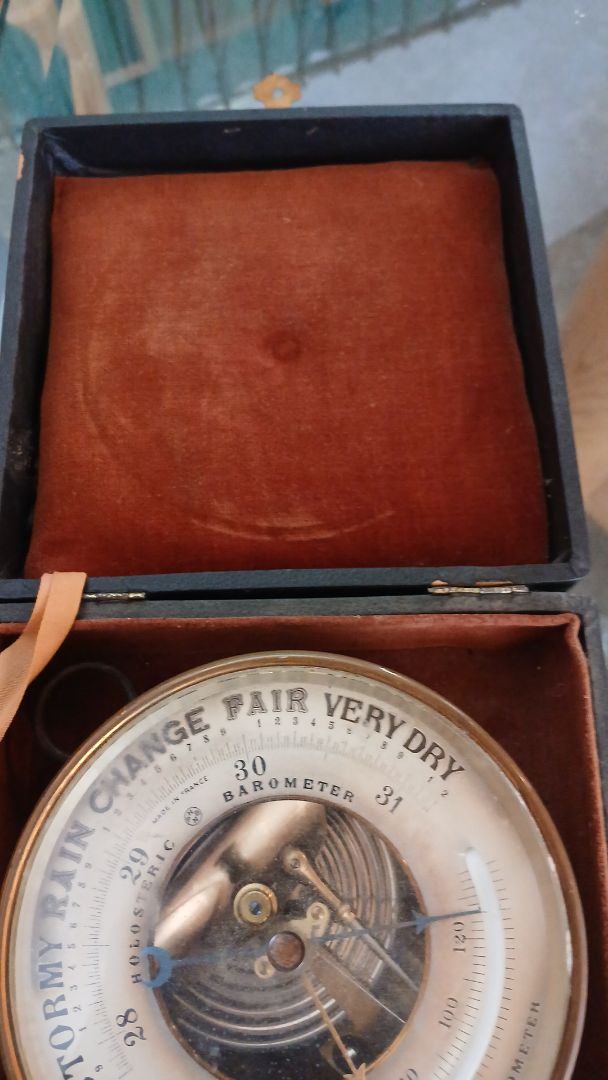 STORMY RAIN CHANGE FAIR VERY DRY
28 29 30 31
HOLOSTERIC BAROMETER
MADE IN FRANCE
120
100